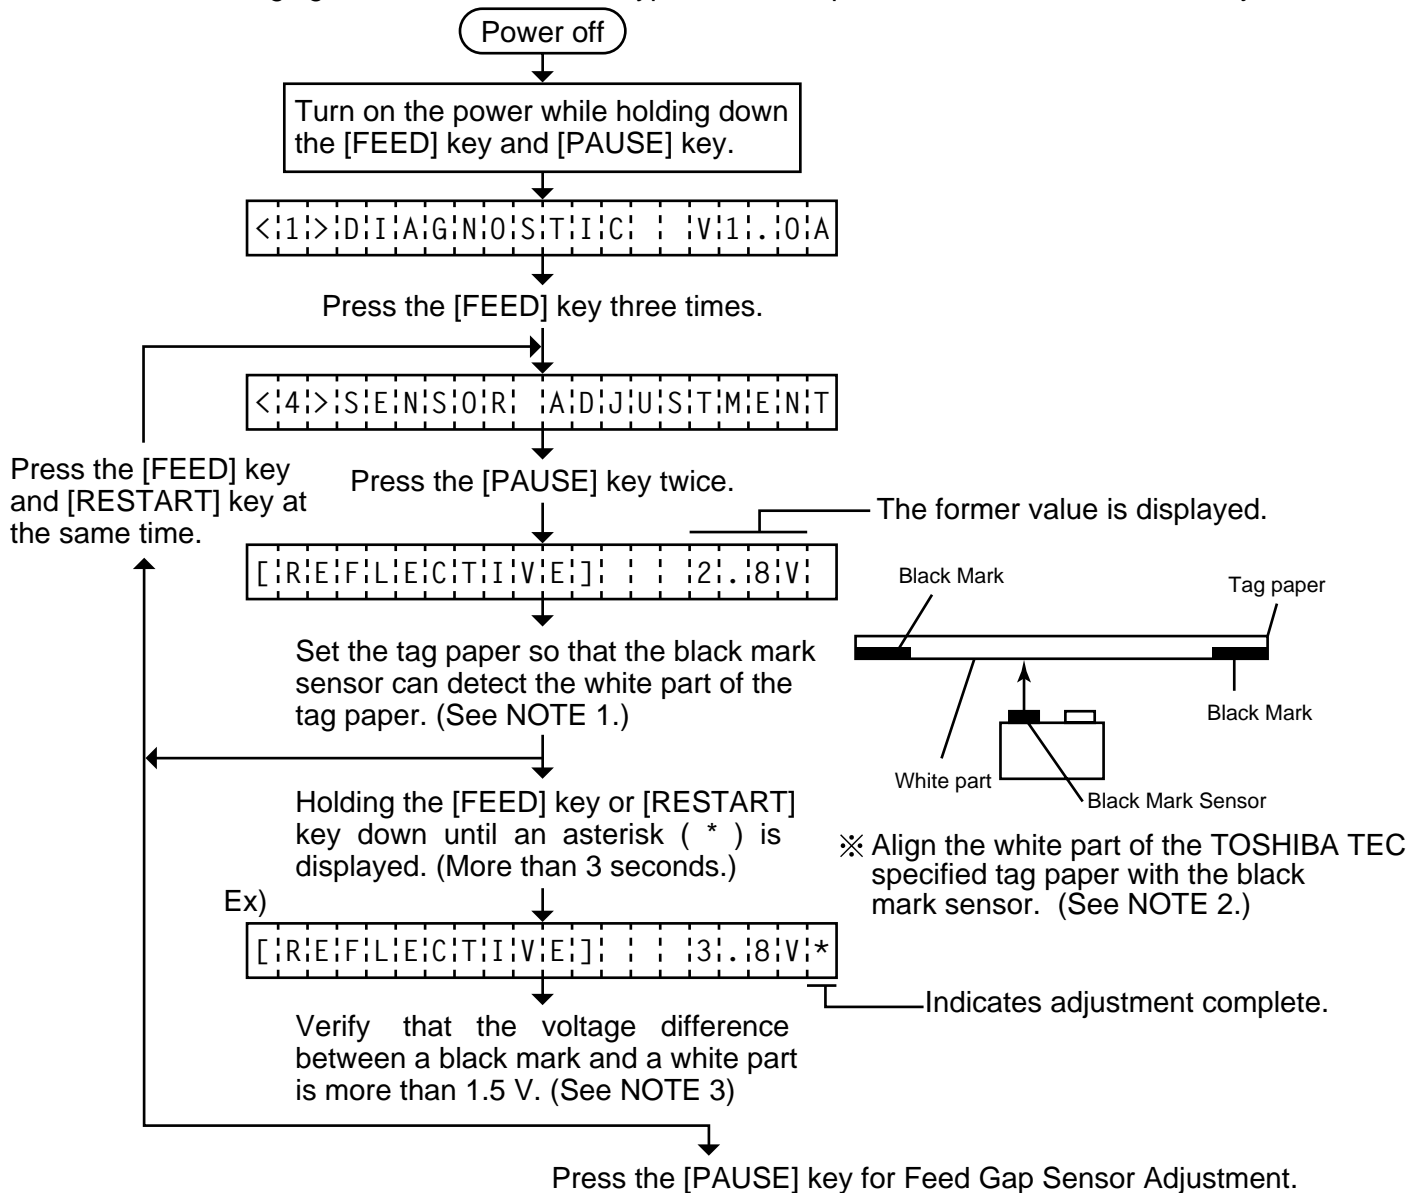 Power off
Turn on the power while holding down
the [FEED] key and [PAUSE] key.
<1>DIAGNOSTIC  V1.0A
Press the [FEED] key three times.
<4>SENSOR ADJUSTMENT
Press the [FEED] key
and [RESTART] key at
the same time.
Press the [PAUSE] key twice.
The former value is displayed.
[REFLECTIVE]   2.8V
Black Mark
Tag paper
Set the tag paper so that the black mark
sensor can detect the white part of the
tag paper. (See NOTE 1.)
Black Mark
White part
Black Mark Sensor
Holding the [FEED] key or [RESTART]
key down until an asterisk ( * ) is
displayed. (More than 3 seconds.)
※ Align the white part of the TOSHIBA TEC
specified tag paper with the black
mark sensor. (See NOTE 2.)
Ex)
[REFLECTIVE]   3.8V*
Indicates adjustment complete.
Verify that the voltage difference
between a black mark and a white part
is more than 1.5 V. (See NOTE 3)
Press the [PAUSE] key for Feed Gap Sensor Adjustment.